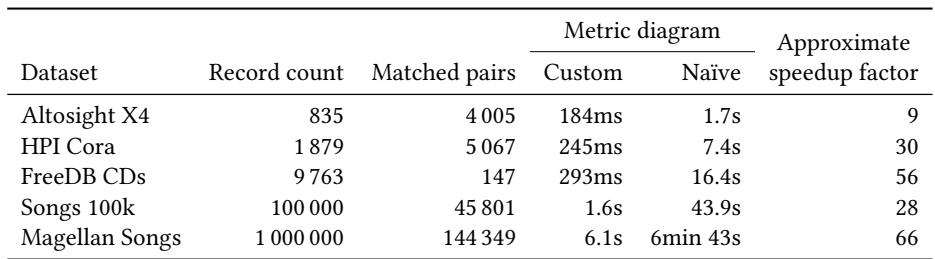 Metric diagram Approximate
Dataset Record count Matched pairs Custom Naïve speedup factor
Altosight X4 835 4 005 184ms 1.7s 9
HPI Cora 1 879 5 067 245ms 7.4s 30
FreeDB CDs 9 763 147 293ms 16.4s 56
Songs 100k 100 000 45 801 1.6s 43.9s 28
Magellan Songs 1 000 000 144 349 6.1s 6min 43s 66